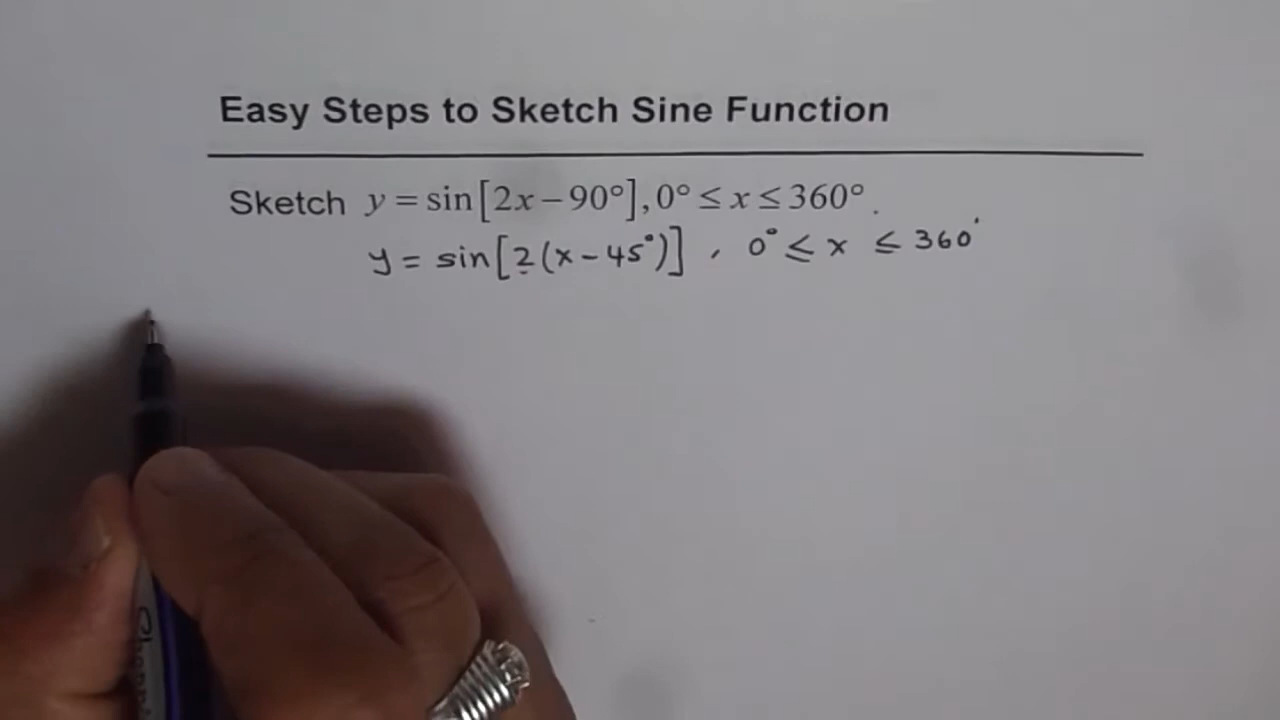 Easy Steps to Sketch Sine Function
Sketch y = sin[2x − 90°], 0° ≤ x ≤ 360°.
y = sin[2(x − 45°)], 0° ≤ x ≤ 360°